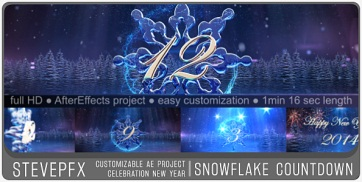 12
full HD ● AfterEffects project ● easy customization ● 1min 16 sec length
9
3
Happy New
2014
STEVEPFX
CUSTOMIZABLE AE PROJECT
CELEBRATION NEW YEAR
SNOWFLAKE COUNTDOWN